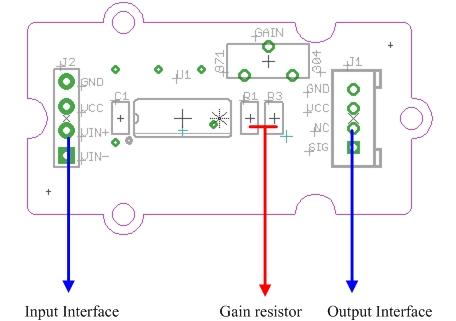 GAIN
J2
871
304
J1
U1
GND
VCC
VIN+
VIN-
C1
R1
R3
GND
VCC
NC
SIG
Input Interface
Gain resistor
Output Interface